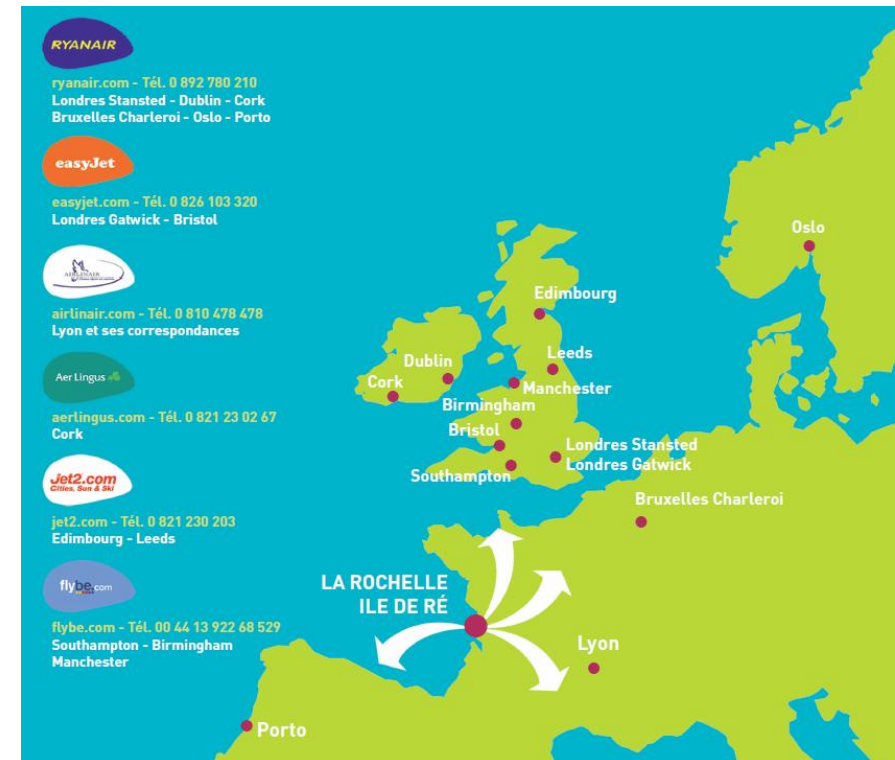 RYANAIR
ryanair.com - Tél. 0 892 780 210
Londres Stansted - Dublin - Cork
Bruxelles Charleroi - Oslo - Porto
easyJet
easyjet.com - Tél. 0 826 103 320
Londres Gatwick - Bristol
AIRLINAIR
airlinair.com - Tél. 0 810 478 478
Lyon et ses correspondances
Aer Lingus
aerlingus.com - Tél. 0 821 23 02 67
Cork
Jet2.com
Cities, Sun & Ski
jet2.com - Tél. 0 821 230 203
Edimbourg - Leeds
flybe.com
flybe.com - Tél. 00 44 13 922 68 529
Southampton - Birmingham
Manchester
Oslo
Edimbourg
Leeds
Dublin
Cork
Manchester
Birmingham
Bristol
Londres Stansted
Londres Gatwick
Southampton
Bruxelles Charleroi
LA ROCHELLE
ILE DE RÉ
Lyon
Porto